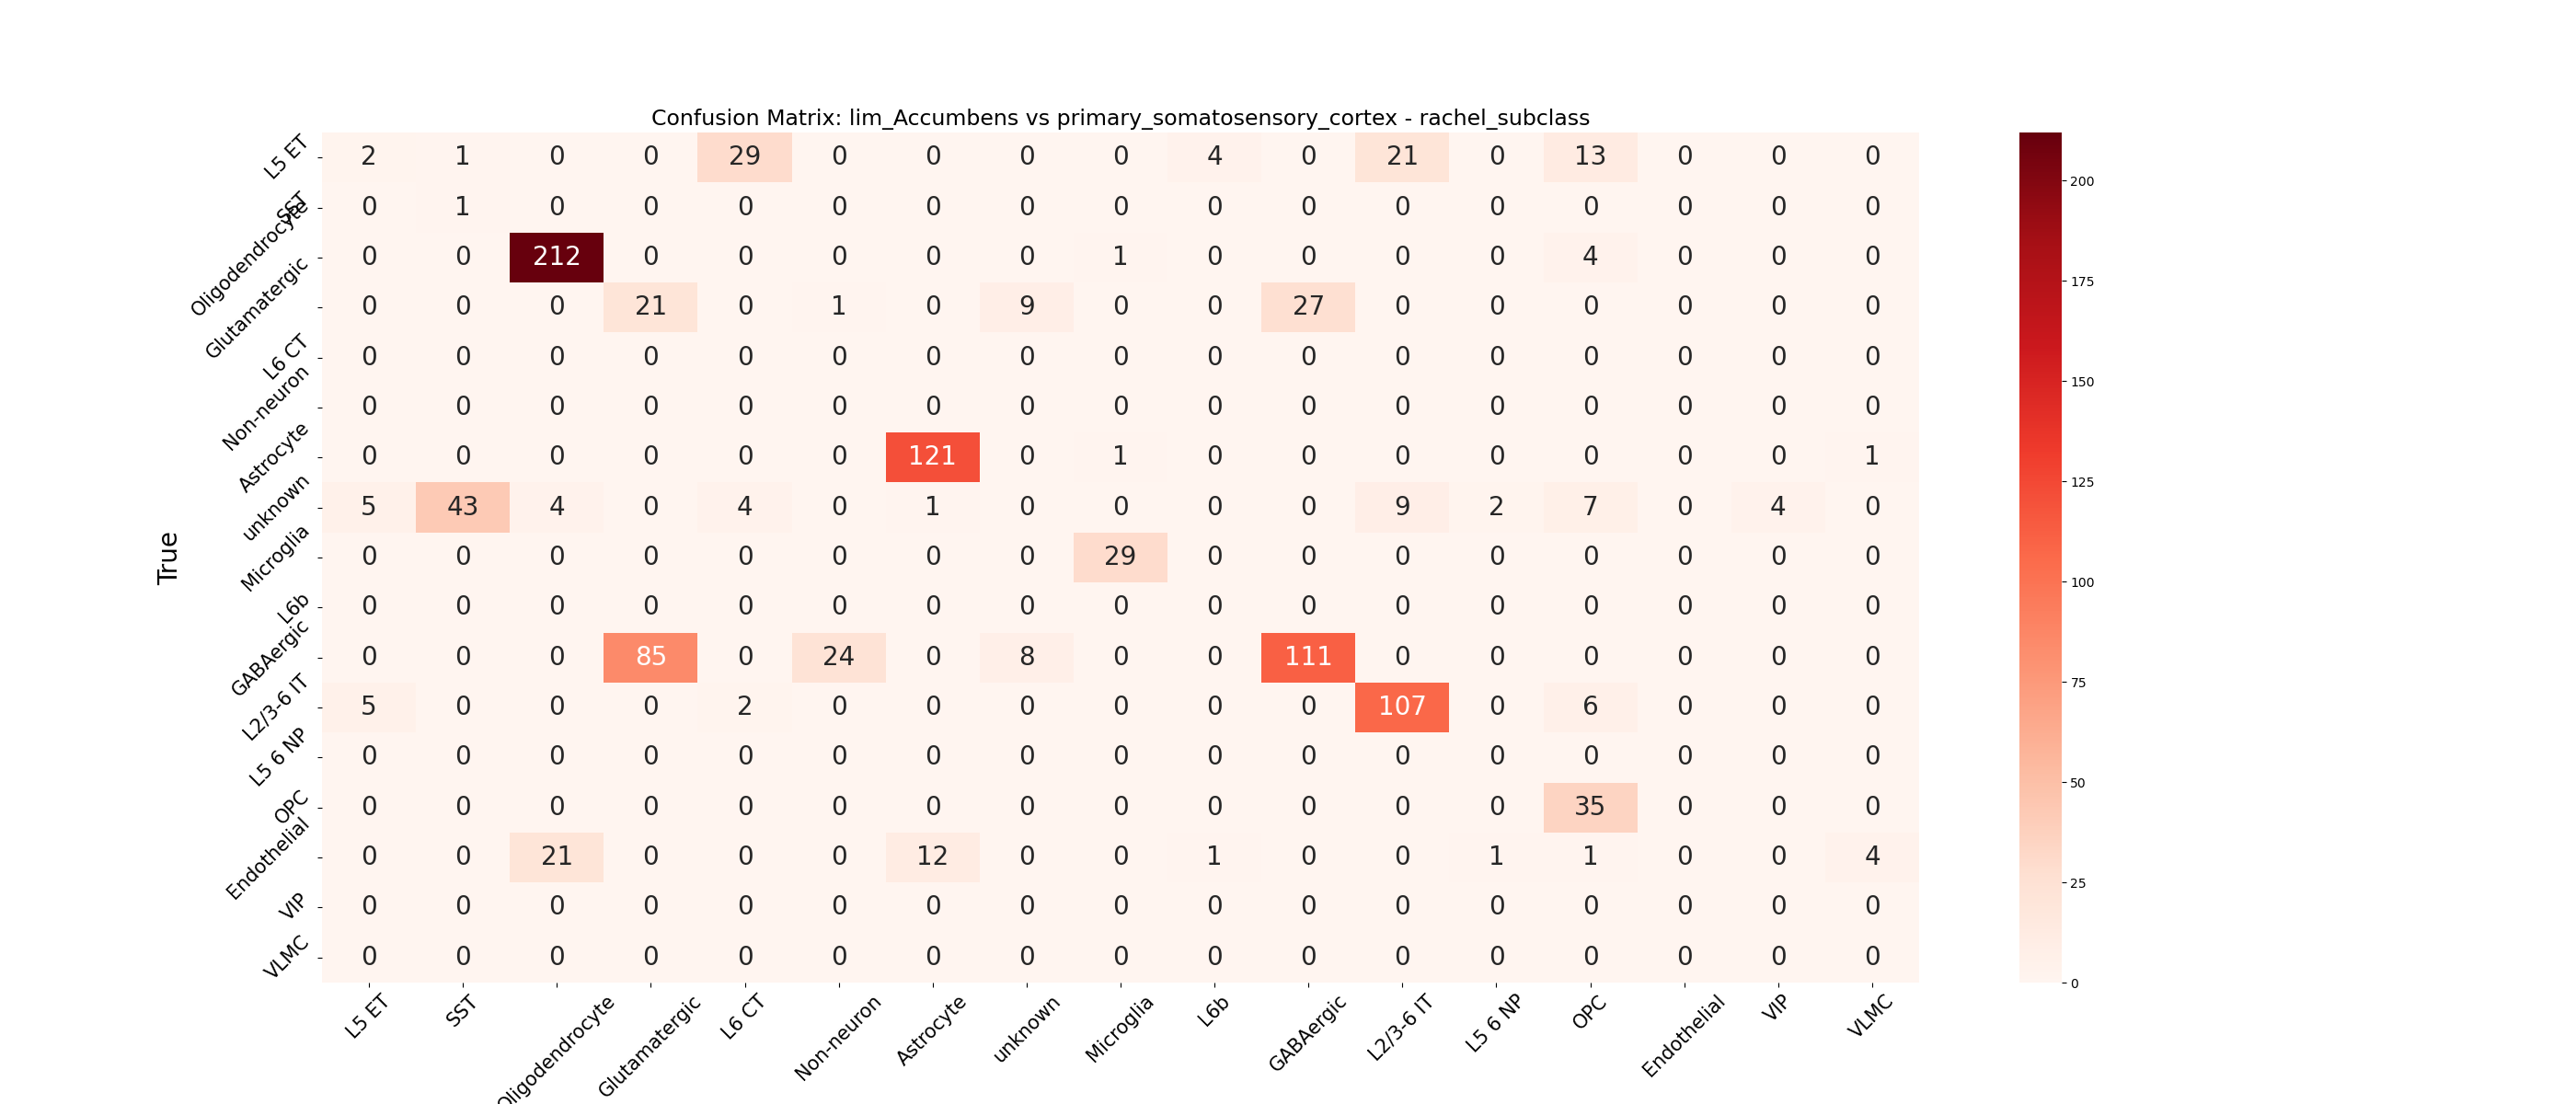 Confusion Matrix: lim_Accumbens vs primary_somatosensory_cortex - rachel_subclass
L5 ET 2 1 0 0 29 0 0 0 0 4 0 21 0 13 0 0 0
SST 0 1 0 0 0 0 0 0 0 0 0 0 0 0 0 0 0
Oligodendrocyte 0 0 212 0 0 0 0 0 1 0 0 0 0 4 0 0 0
Glutamatergic 0 0 0 21 0 1 0 9 0 0 27 0 0 0 0 0 0
L6 CT 0 0 0 0 0 0 0 0 0 0 0 0 0 0 0 0 0
Non-neuron 0 0 0 0 0 0 0 0 0 0 0 0 0 0 0 0 0
Astrocyte 0 0 0 0 0 0 121 0 1 0 0 0 0 0 0 0 1
unknown 5 43 4 0 4 0 1 0 0 0 0 9 2 7 0 4 0
Microglia 0 0 0 0 0 0 0 0 29 0 0 0 0 0 0 0 0
L6b 0 0 0 0 0 0 0 0 0 0 0 0 0 0 0 0 0
GABAergic 0 0 0 85 0 24 0 8 0 0 111 0 0 0 0 0 0
L2/3-6 IT 5 0 0 0 2 0 0 0 0 0 0 107 0 6 0 0 0
L5 6 NP 0 0 0 0 0 0 0 0 0 0 0 0 0 0 0 0 0
OPC 0 0 0 0 0 0 0 0 0 0 0 0 0 35 0 0 0
Endothelial 0 0 21 0 0 0 12 0 0 1 0 0 1 1 0 0 4
VIP 0 0 0 0 0 0 0 0 0 0 0 0 0 0 0 0 0
VLMC 0 0 0 0 0 0 0 0 0 0 0 0 0 0 0 0 0
True
L5 ET SST Oligodendrocyte Glutamatergic L6 CT Non-neuron Astrocyte unknown Microglia L6b GABAergic L2/3-6 IT L5 6 NP OPC Endothelial VIP VLMC
200
175
150
125
100
75
50
25
0